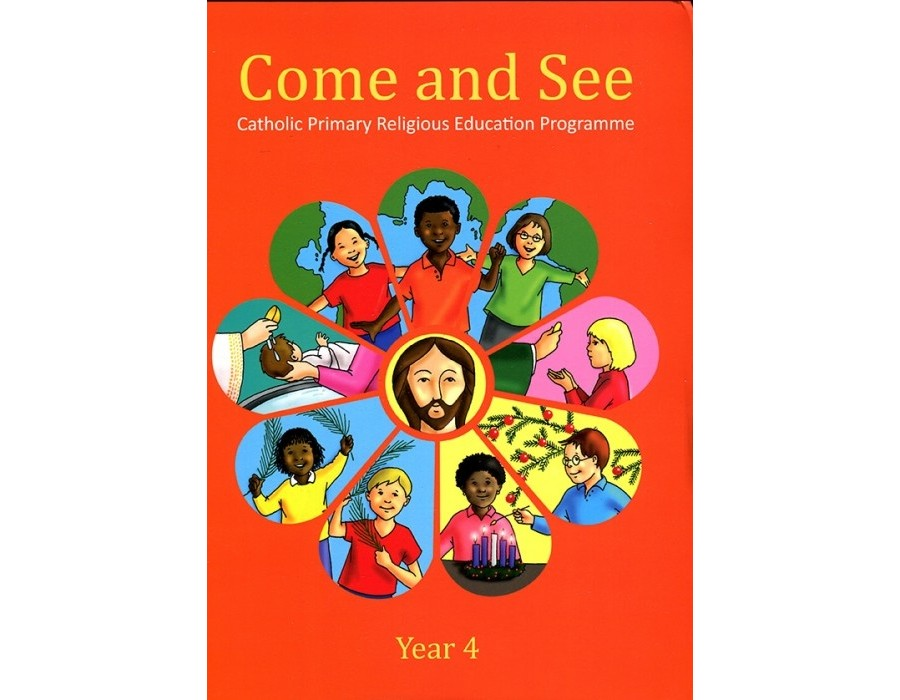 Come and See
Catholic Primary Religious Education Programme
Year 4